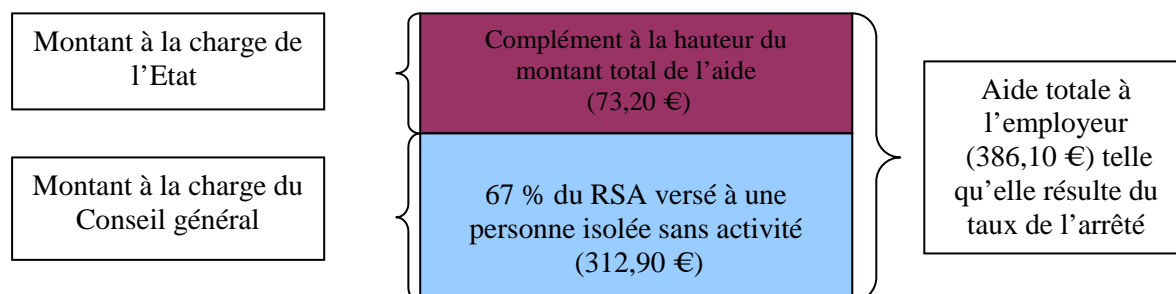 Montant à la charge de
l’Etat
Complément à la hauteur du
montant total de l’aide
(73,20 €)
Montant à la charge du
Conseil général
67 % du RSA versé à une
personne isolée sans activité
(312,90 €)
Aide totale à
l’employeur
(386,10 €) telle
qu’elle résulte du
taux de l’arrêté